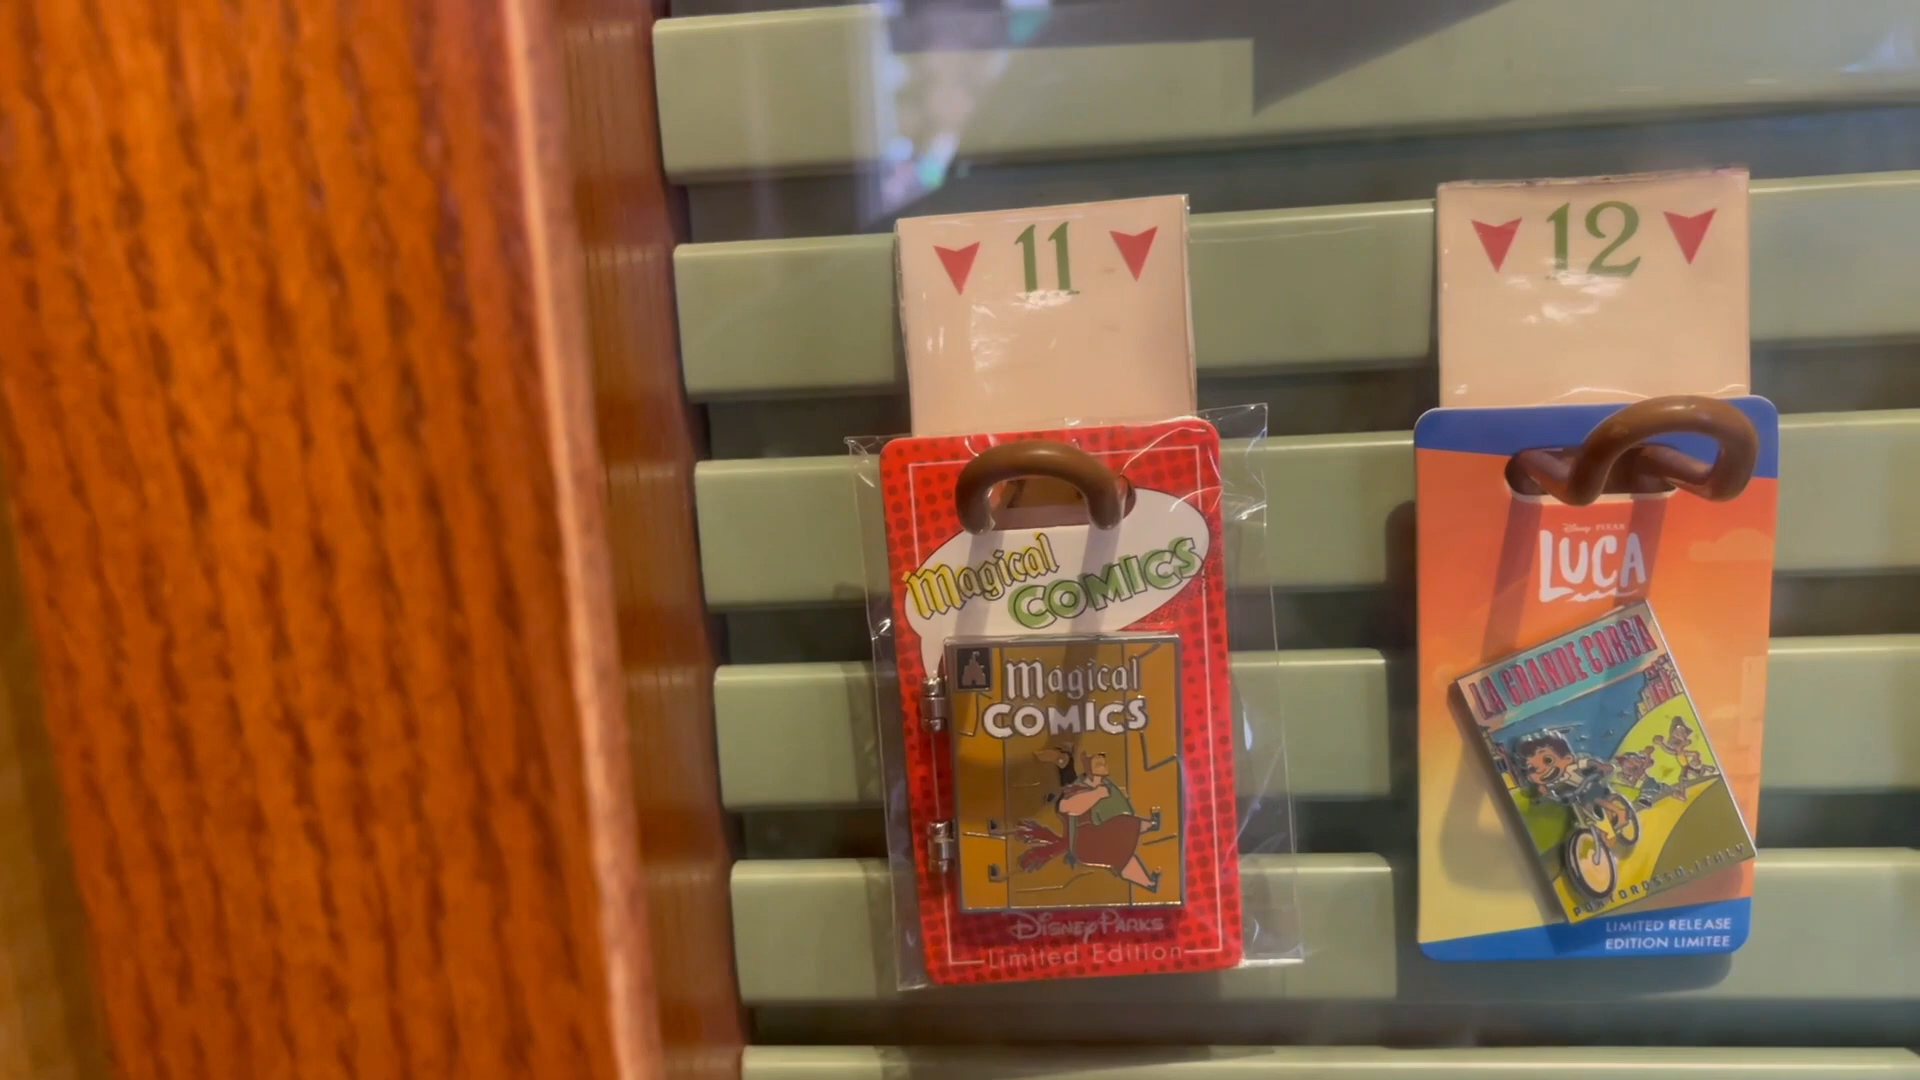 11
12
Magical
COMICS
Magical
COMICS
DISNEY PARKS
Limited Edition
Disney · PIXAR
LUCA
LA GRANDE CORSA
PORTOROSSO, ITALY
LIMITED RELEASE
EDITION LIMITEE